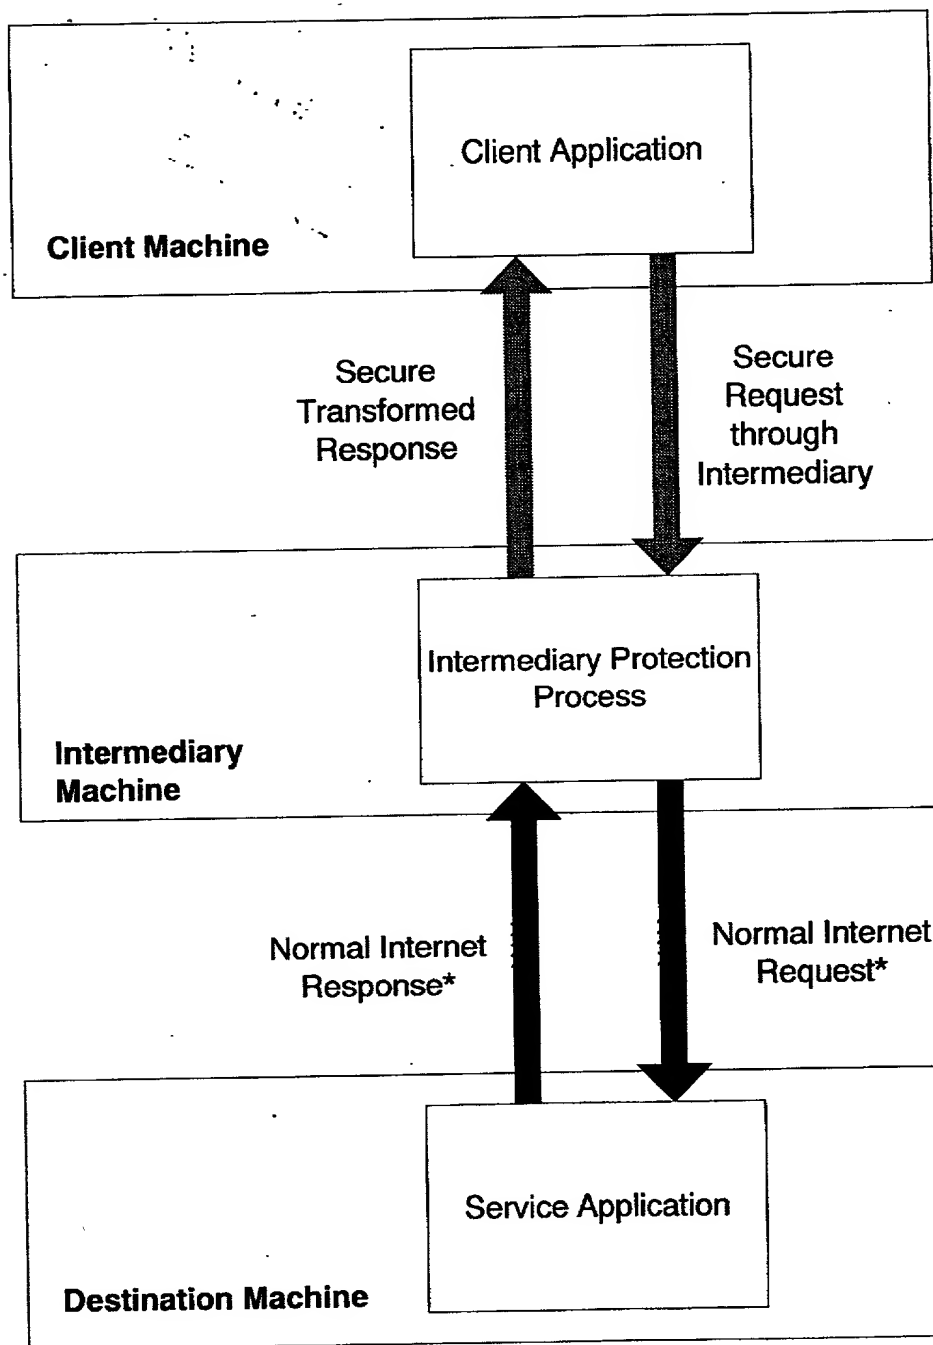 Client Application
Client Machine
Secure
Transformed
Response
Secure
Request
through
Intermediary
Intermediary Protection
Process
Intermediary
Machine
Normal Internet
Response*
Normal Internet
Request*
Service Application
Destination Machine